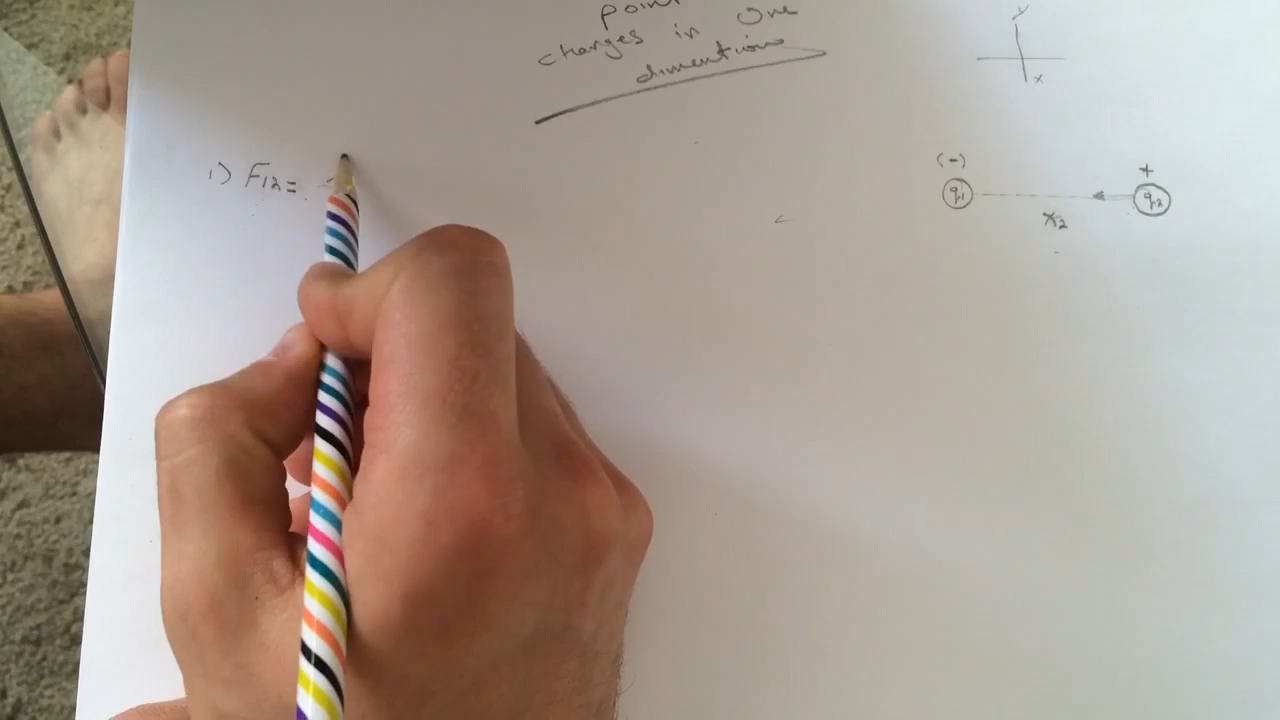 point
charges in One
dimentions
y
x
1) F12 =
(-)
+
q1
q2
x2